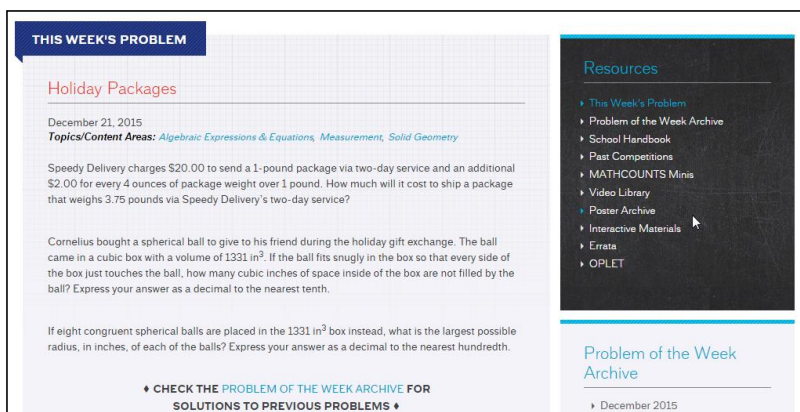 THIS WEEK'S PROBLEM
Holiday Packages
December 21, 2015
Topics/Content Areas: Algebraic Expressions & Equations, Measurement, Solid Geometry
Speedy Delivery charges $20.00 to send a 1-pound package via two-day service and an additional
$2.00 for every 4 ounces of package weight over 1 pound. How much will it cost to ship a package
that weighs 3.75 pounds via Speedy Delivery's two-day service?
Cornelius bought a spherical ball to give to his friend during the holiday gift exchange. The ball
came in a cubic box with a volume of 1331 in³. If the ball fits snugly in the box so that every side of
the box just touches the ball, how many cubic inches of space inside of the box are not filled by the
ball? Express your answer as a decimal to the nearest tenth.
If eight congruent spherical balls are placed in the 1331 in³ box instead, what is the largest possible
radius, in inches, of each of the balls? Express your answer as a decimal to the nearest hundredth.
♦ CHECK THE PROBLEM OF THE WEEK ARCHIVE FOR
SOLUTIONS TO PREVIOUS PROBLEMS ♦
Resources
This Week's Problem
Problem of the Week Archive
School Handbook
Past Competitions
MATHCOUNTS Minis
Video Library
Poster Archive
Interactive Materials
Errata
OPLET
Problem of the Week
Archive
December 2015